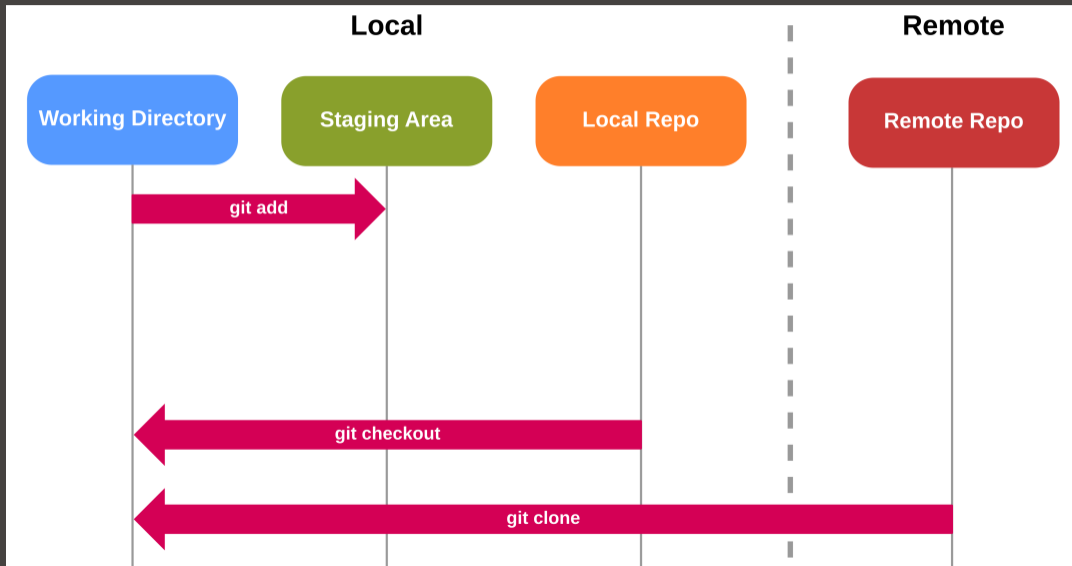 Local
Remote
Working Directory
Staging Area
Local Repo
Remote Repo
git add
git checkout
git clone